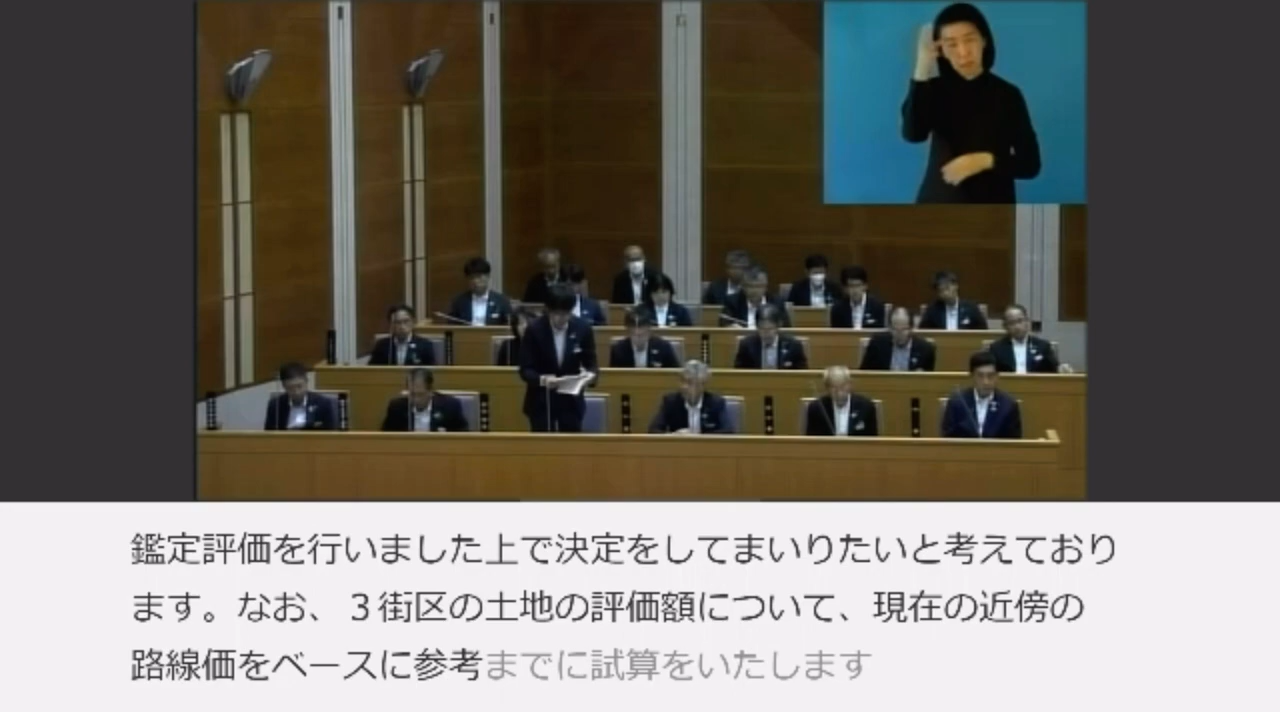 鑑定評価を行いました上で決定をしてまいりたいと考えており
ます。なお、３街区の土地の評価額について、現在の近傍の
路線価をベースに参考までに試算をいたします